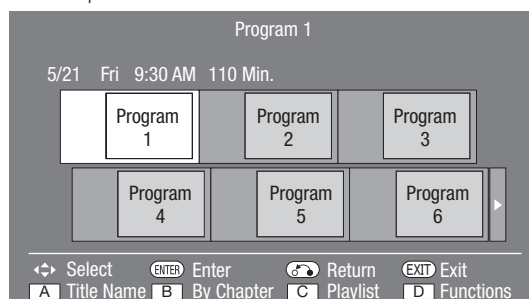 Program 1
5/21 Fri 9:30 AM 110 Min.
Program 1
Program 2
Program 3
Program 4
Program 5
Program 6
Select ENTER Enter Return EXIT Exit
A Title Name B By Chapter C Playlist D Functions